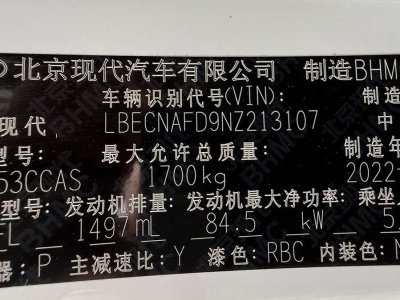 北京现代汽车有限公司 制造BHM
车辆识别代号(VIN): 制造
现代 LBECNAFD9NZ213107 中
最大允许总质量: 制造年
53CCAS 1700kg 2022
型号: 发动机排量: 发动机最大净功率: 乘坐
FL 1497mL 84.5 kW 5
器: P 主减速比: Y 漆色: RBC 内装色: N